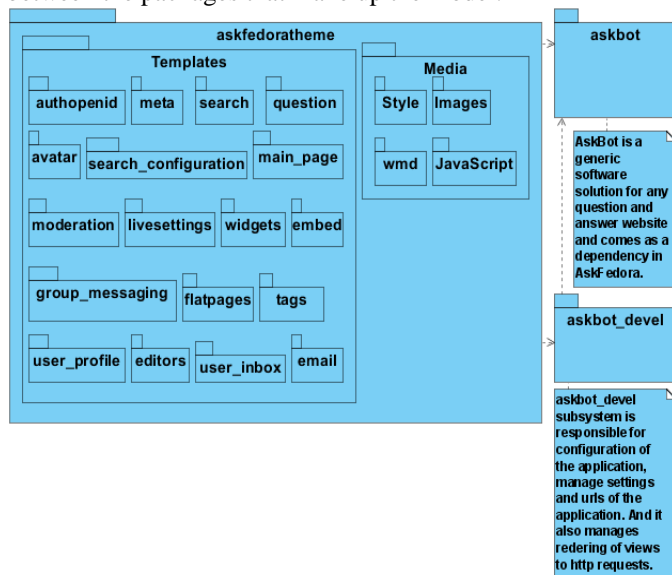 askfedoratheme
askbot
Templates
Media
authopenid
meta
search
question
Style
Images
avatar
search_configuration
main_page
wmd
JavaScript
moderation
livesettings
widgets
embed
group_messaging
flatpages
tags
user_profile
editors
user_inbox
email
AskBot is a
generic
software
solution for any
question and
answer website
and comes as a
dependency in
AskFedora.
askbot_devel
askbot_devel
subsystem is
responsible for
configuration of
the application,
manage settings
and urls of the
application. And it
also manages
redering of views
to http requests.